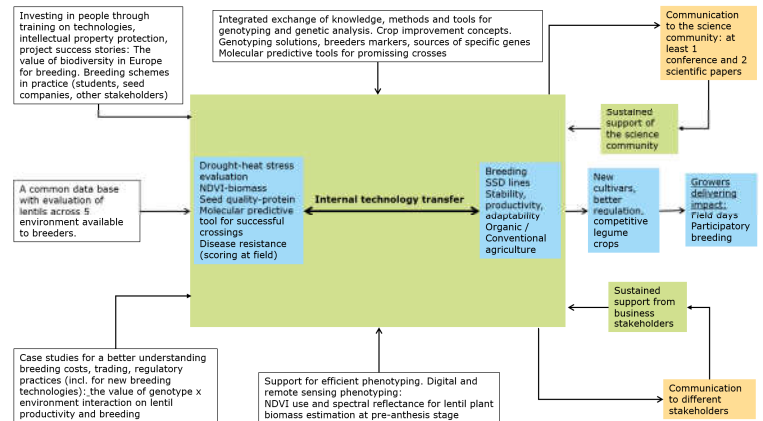 Investing in people through
training on technologies,
intellectual property protection,
project success stories: The
value of biodiversity in Europe
for breeding. Breeding schemes
in practice (students, seed
companies, other stakeholders)
Integrated exchange of knowledge, methods and tools for
genotyping and genetic analysis. Crop improvement concepts.
Genotyping solutions, breeders markers, sources of specific genes
Molecular predictive tools for promissing crosses
Communication
to the science
community: at
least 1
conference and 2
scientific papers
Sustained
support of
the science
community
A common data base
with evaluation of
lentils across 5
environment available
to breeders.
Drought-heat stress
evaluation
NDVI-biomass
Seed quality-protein
Molecular predictive
tool for successful
crossings
Disease resistance
(scoring at field)
Internal technology transfer
Breeding
SSD lines
Stability,
productivity,
adaptability
Organic /
Conventional
agriculture
New
cultivars,
better
regulation,
competitive
legume
crops
Growers
delivering
impact:
Field days
Participatory
breeding
Sustained
support from
business
stakeholders
Case studies for a better understanding
breeding costs, trading, regulatory
practices (incl. for new breeding
technologies): the value of genotype x
environment interaction on lentil
productivity and breeding
Support for efficient phenotyping. Digital and
remote sensing phenotyping:
NDVI use and spectral reflectance for lentil plant
biomass estimation at pre-anthesis stage
Communication
to different
stakeholders